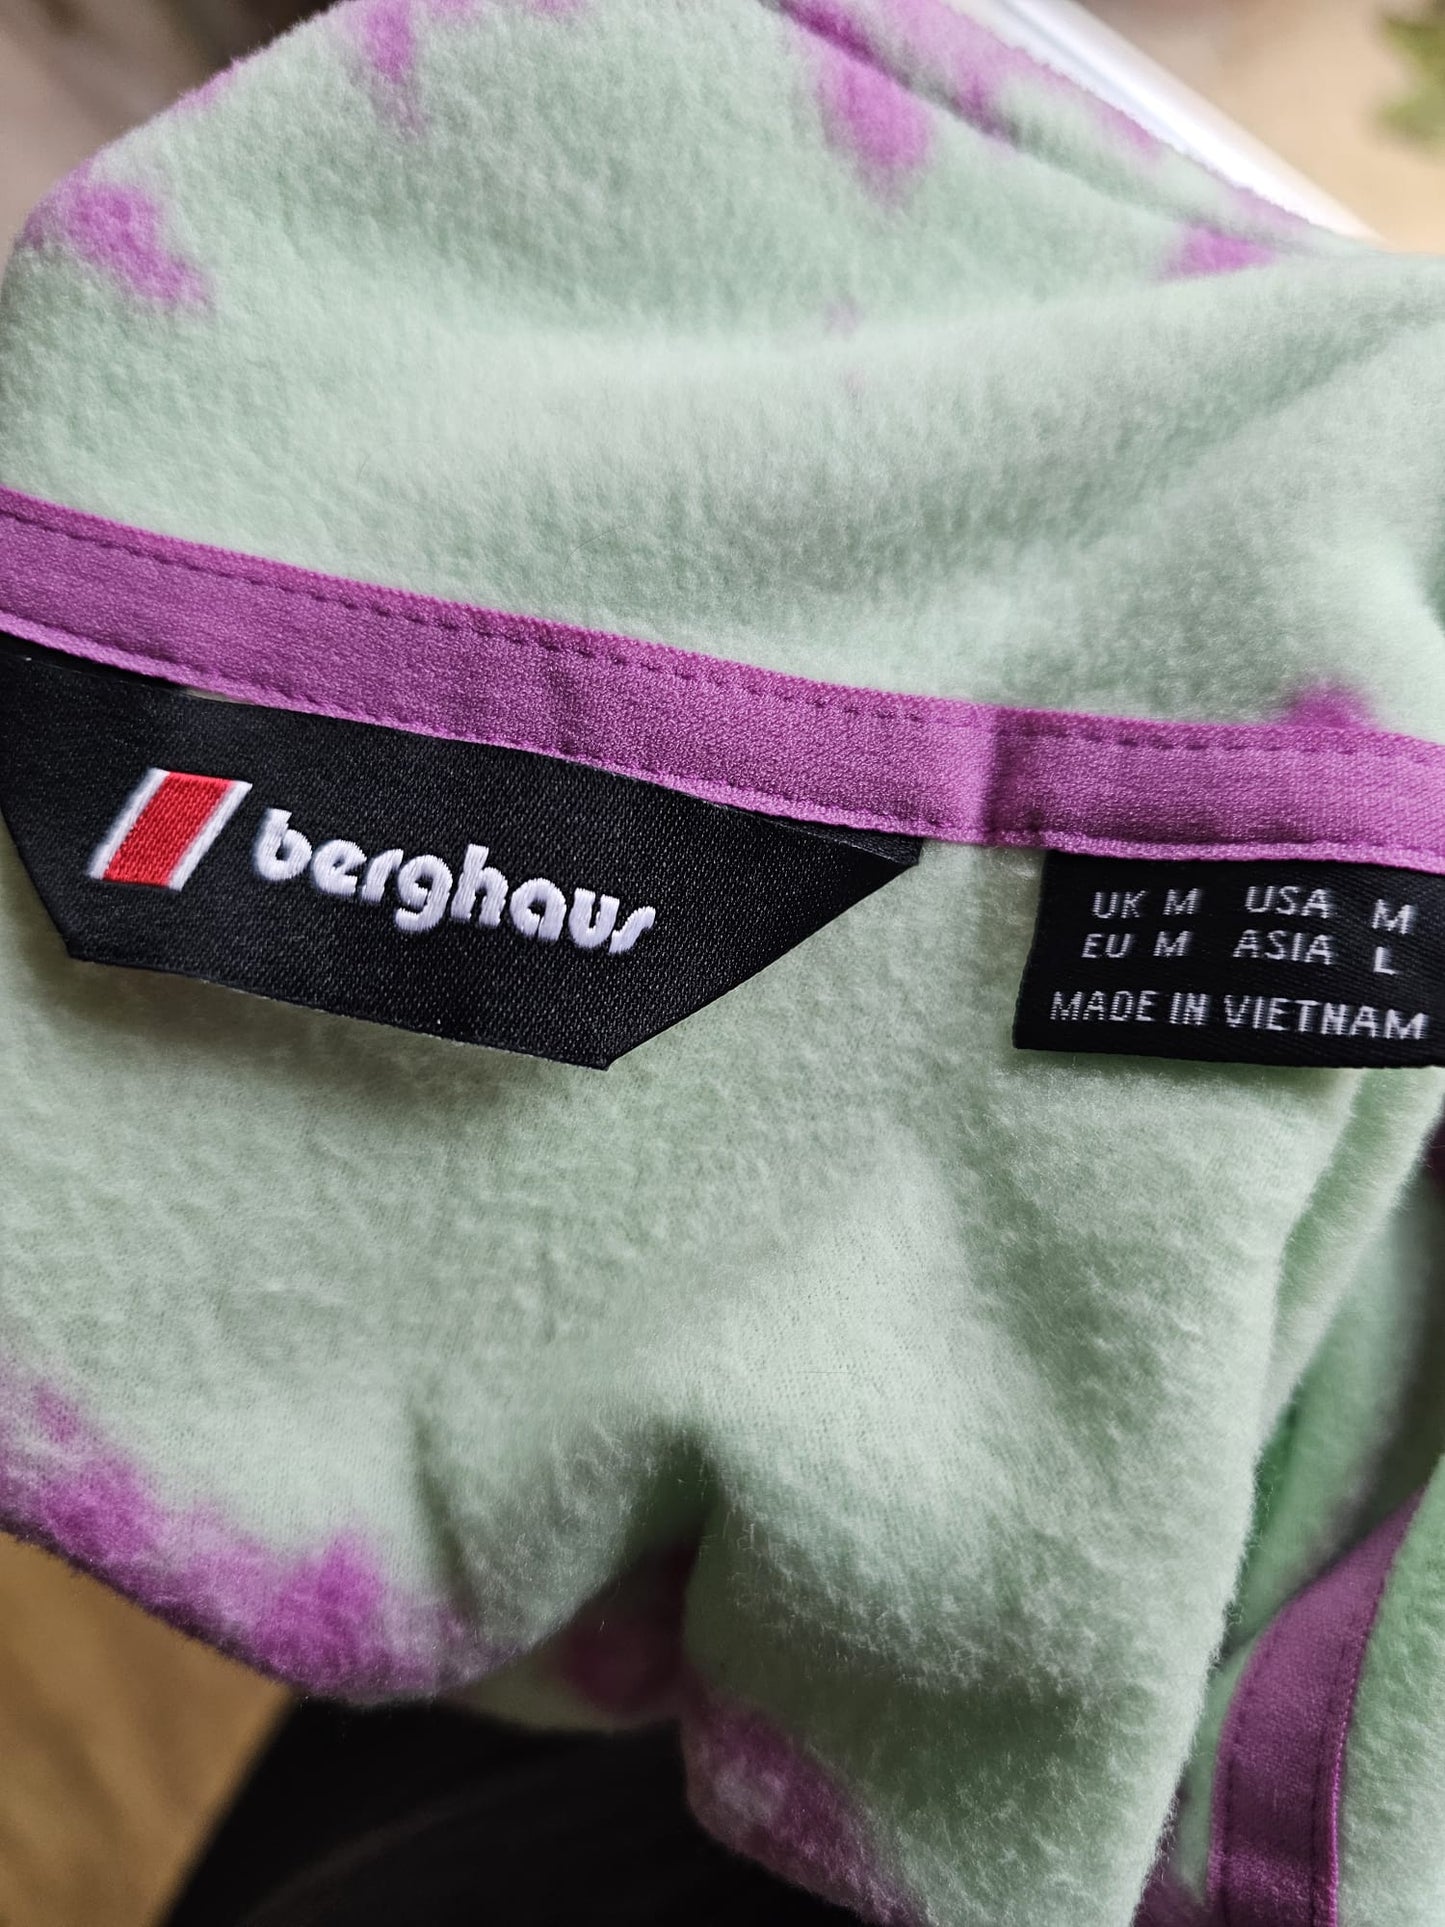 berghaus
UK M USA M
EU M ASIA L
MADE IN VIETNAM